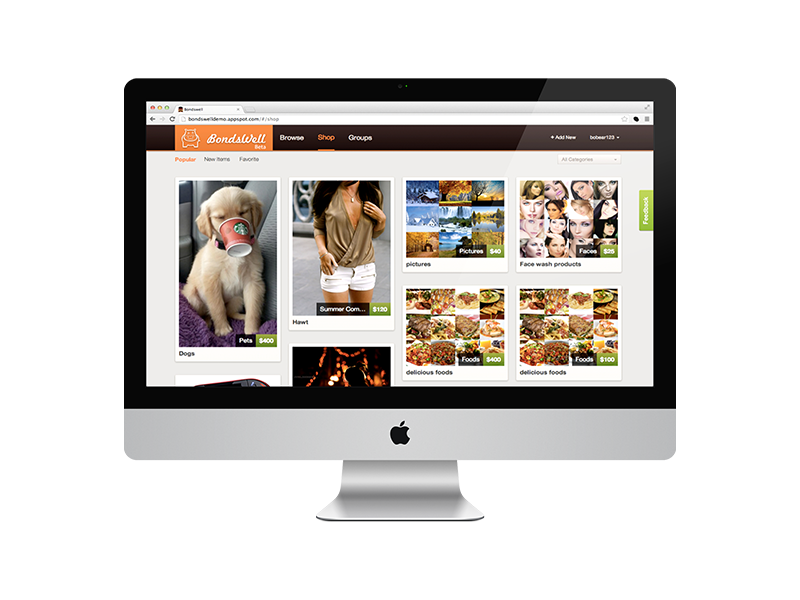 Bondswell
bondswelldemo.appspot.com/#/shop
BondsWell
Beta
Browse
Shop
Groups
+ Add New
bobear123
Popular
New Items
Favorite
All Categories
Feedback
Pets $400
Dogs
Summer Com... $120
Hawt
Pictures $40
pictures
Faces $25
Face wash products
Foods $400
delicious foods
Foods $100
delicious foods